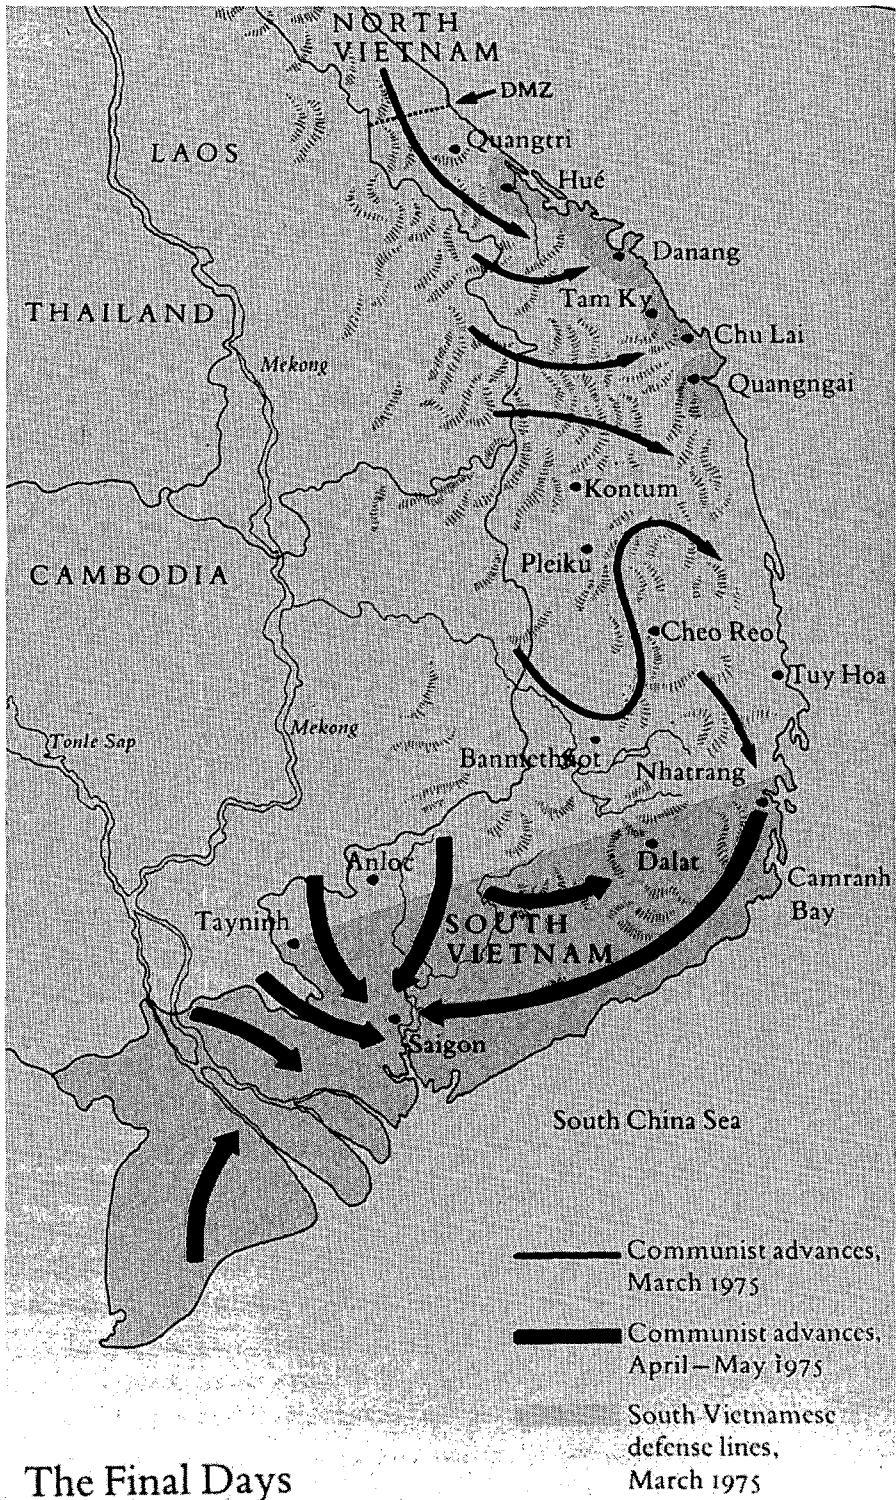 NORTH
VIETNAM
DMZ
Quangtri
LAOS
Hué
Danang
Tam Ky
THAILAND
Chu Lai
Mekong
Quangngai
Kontum
Pleiku
CAMBODIA
Cheo Reo
Tuy Hoa
Mekong
Tonle Sap
Banmethuot
Nhatrang
Anloc
Dalat
Camranh
Bay
Tayninh
SOUTH
VIETNAM
Saigon
South China Sea
Communist advances,
March 1975
Communist advances,
April–May 1975
South Vietnamese
defense lines,
March 1975
The Final Days